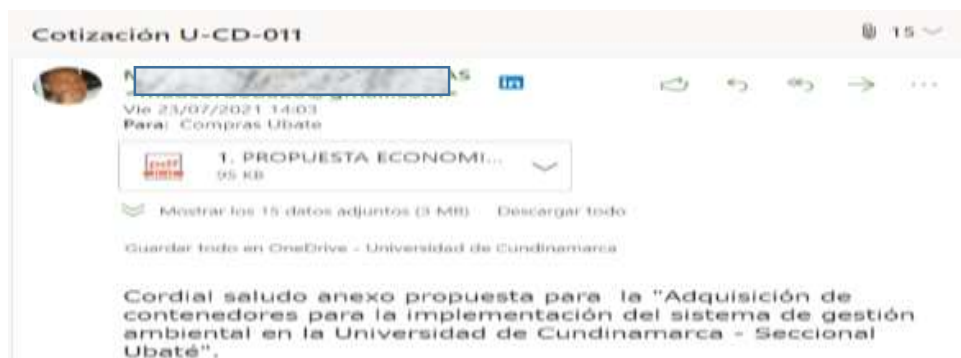 Cotización U-CD-011
15
in
Vie 23/07/2021 14:03
Para: Compras Ubate
pdf
1. PROPUESTA ECONOMI...
95 KB
Mostrar los 15 datos adjuntos (3 MB) Descargar todo
Guardar todo en OneDrive - Universidad de Cundinamarca
Cordial saludo anexo propuesta para la "Adquisición de
contenedores para la implementación del sistema de gestión
ambiental en la Universidad de Cundinamarca - Seccional
Ubaté".